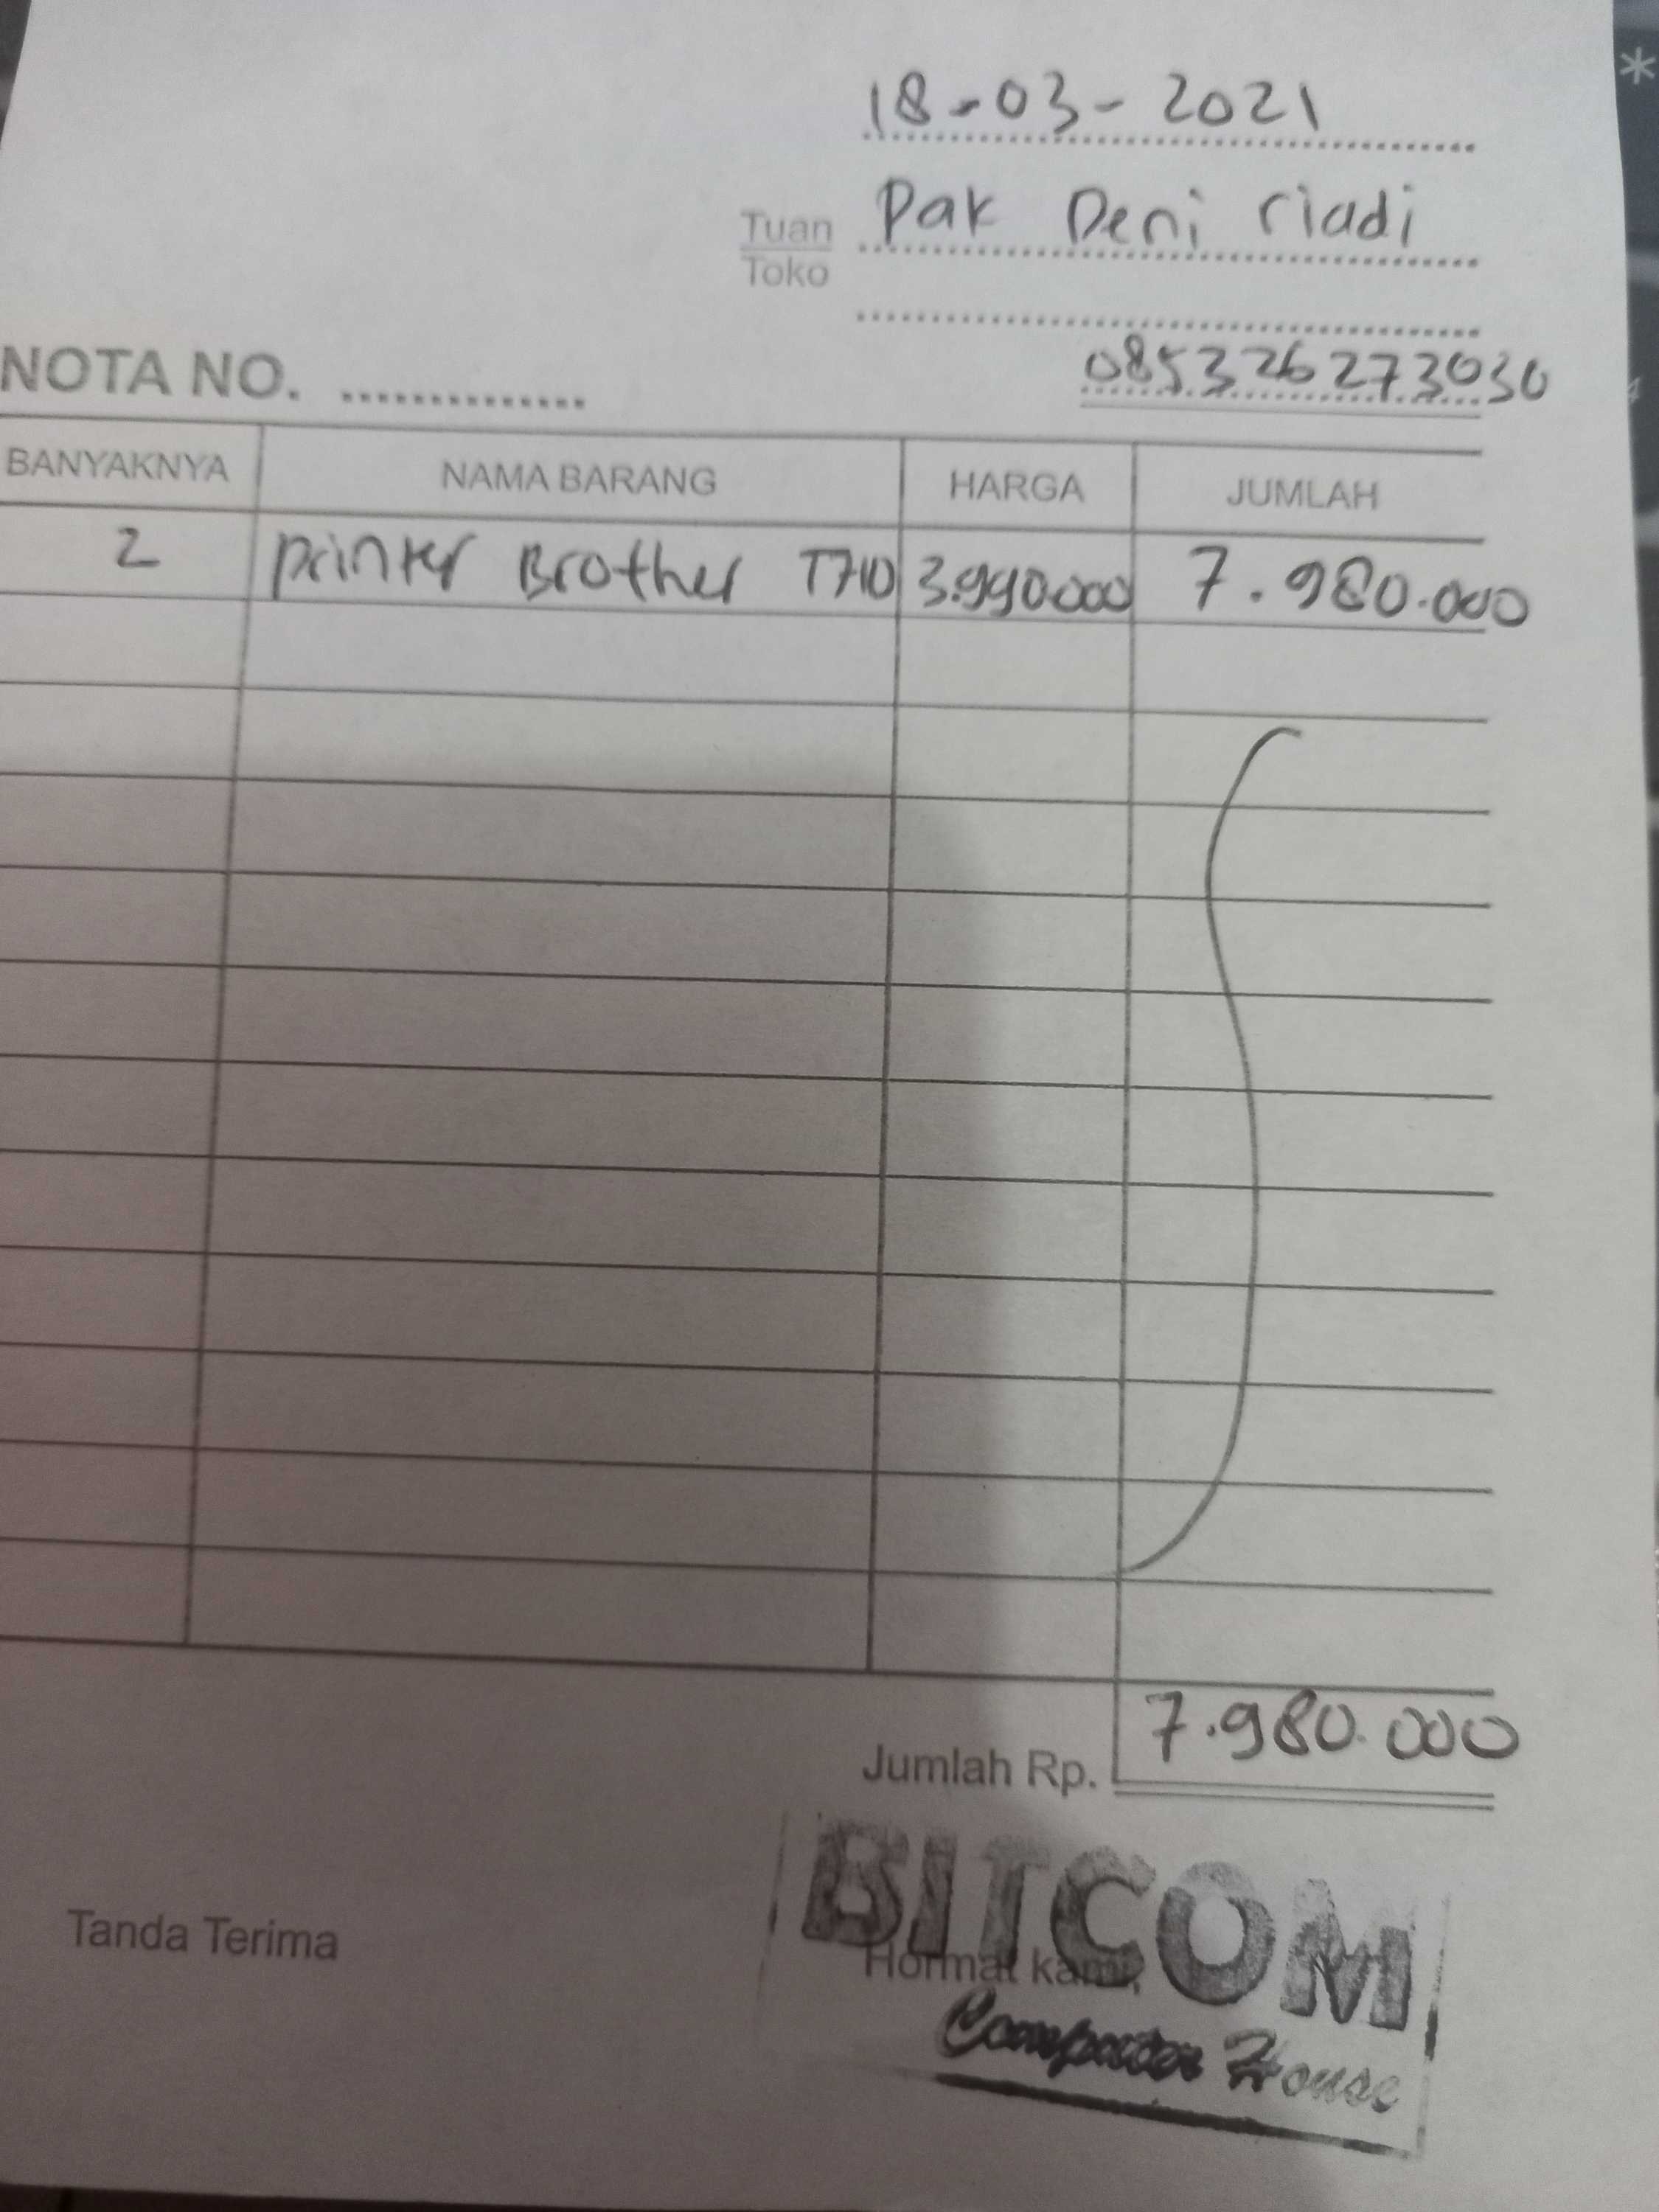 18-03-2021
Tuan Pak Deni riadi
Toko
NOTA NO. ..............
085326273030
BANYAKNYA NAMA BARANG HARGA JUMLAH
2 printer Brother T710 3.990.000 7.980.000
Jumlah Rp. 7.980.000
BITCOM
Tanda Terima Hormat kami,
Computer House